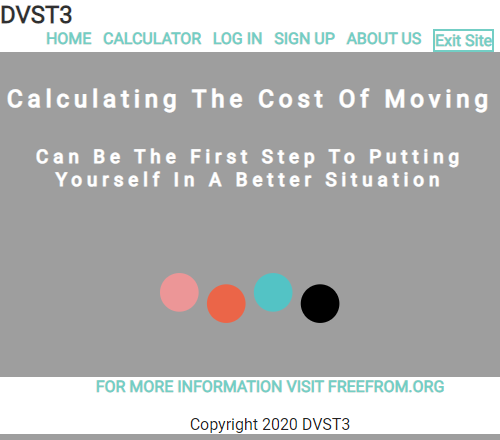 DVST3
HOME CALCULATOR LOG IN SIGN UP ABOUT US Exit Site
Calculating The Cost Of Moving
Can Be The First Step To Putting
Yourself In A Better Situation
FOR MORE INFORMATION VISIT FREEFROM.ORG
Copyright 2020 DVST3